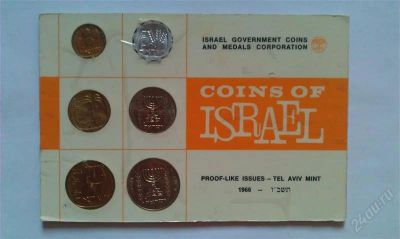 ISRAEL GOVERNMENT COINS
AND MEDALS CORPORATION
COINS OF
ISRAEL
PROOF-LIKE ISSUES – TEL AVIV MINT
1966 – תשכ"ו
24au.ru